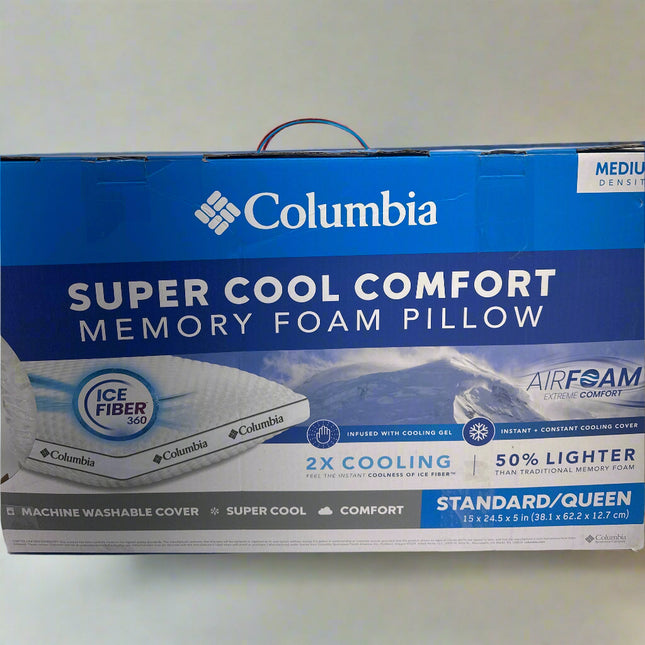 MEDIU
DENSIT
Columbia
SUPER COOL COMFORT
MEMORY FOAM PILLOW
ICE
FIBER
360
AIRFOAM
EXTREME COMFORT
Columbia
Columbia
Columbia
INFUSED WITH COOLING GEL
INSTANT + CONSTANT COOLING COVER
2X COOLING
FEEL THE INSTANT COOLNESS OF ICE FIBER™
50% LIGHTER
THAN TRADITIONAL MEMORY FOAM
MACHINE WASHABLE COVER
SUPER COOL
COMFORT
STANDARD/QUEEN
15 x 24.5 x 5 in (38.1 x 62.2 x 12.7 cm)
Columbia